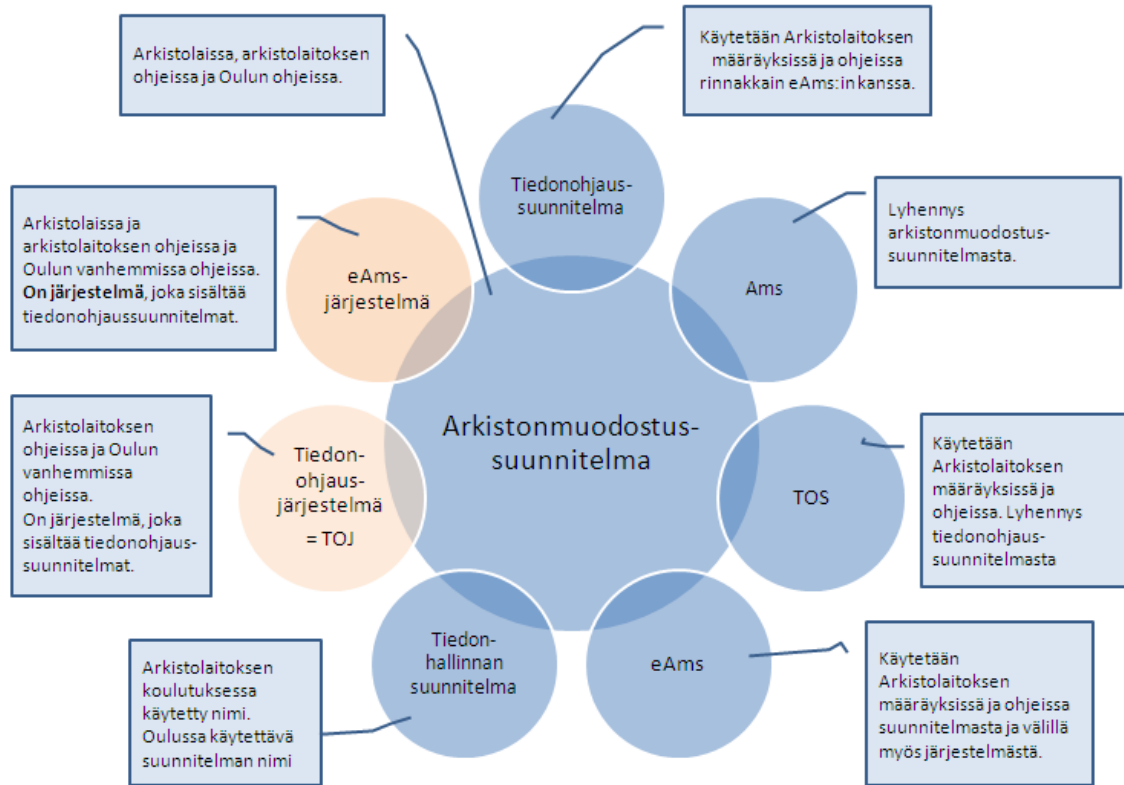 Arkistolaissa, arkistolaitoksen
ohjeissa ja Oulun ohjeissa.
Käytetään Arkistolaitoksen
määräyksissä ja ohjeissa
rinnakkain eAms:in kanssa.
Tiedonohjaus-
suunnitelma
Arkistolaissa ja
arkistolaitoksen ohjeissa ja
Oulun vanhemmissa ohjeissa.
On järjestelmä, joka sisältää
tiedonohjaussuunnitelmat.
eAms-
järjestelmä
Ams
Lyhennys
arkistonmuodostus-
suunnitelmasta.
Arkistonmuodostus-
suunnitelma
Arkistolaitoksen
ohjeissa ja Oulun
vanhemmissa
ohjeissa.
On järjestelmä, joka
sisältää tiedonohjaus-
suunnitelmat.
Tiedon-
ohjaus-
järjestelmä
= TOJ
TOS
Käytetään
Arkistolaitoksen
määräyksissä ja
ohjeissa. Lyhennys
tiedonohjaus-
suunnitelmasta
Arkistolaitoksen
koulutuksessa
käytetty nimi.
Oulussa käytettävä
suunnitelman nimi
Tiedon-
hallinnan
suunnitelma
eAms
Käytetään
Arkistolaitoksen
määräyksissä ja ohjeissa
suunnitelmasta ja välillä
myös järjestelmästä.